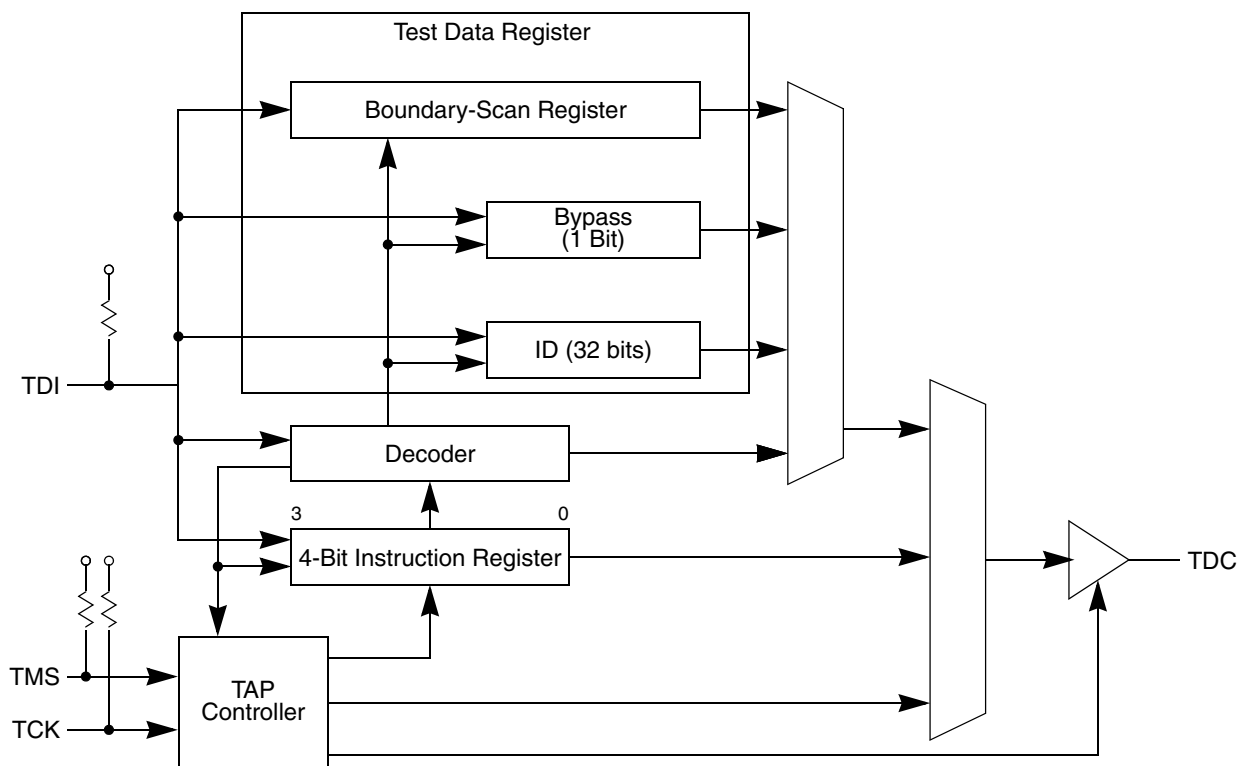 Test Data Register
Boundary-Scan Register
Bypass
(1 Bit)
ID (32 bits)
TDI
Decoder
3
0
4-Bit Instruction Register
TDC
TMS
TAP
Controller
TCK